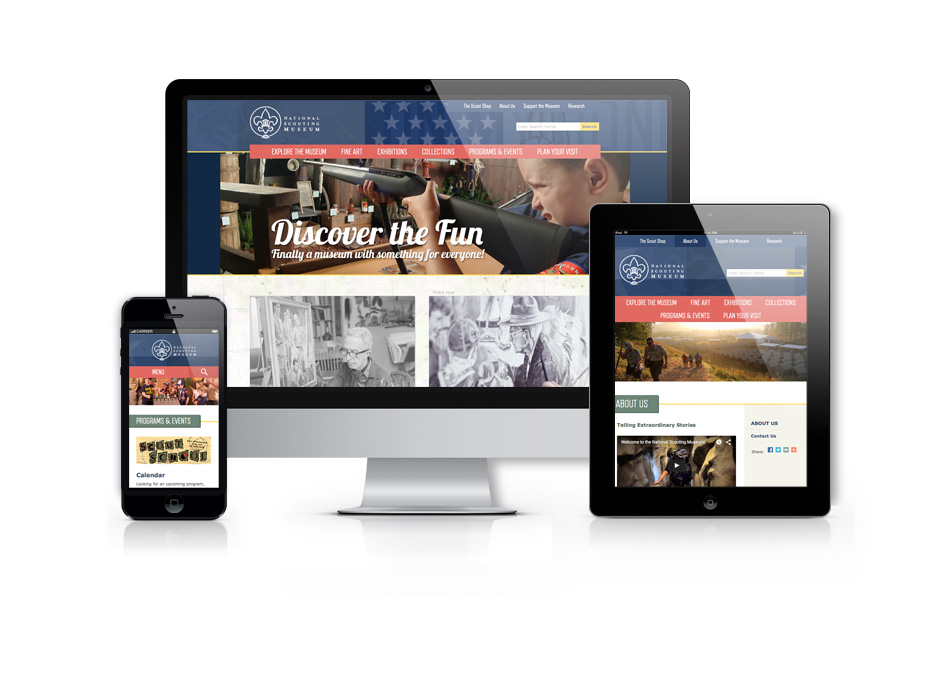 The Scout Shop About Us Support the Museum Research
NATIONAL
SCOUTING
MUSEUM
Enter Search Terms Search
EXPLORE THE MUSEUM FINE ART EXHIBITIONS COLLECTIONS PROGRAMS & EVENTS PLAN YOUR VISIT
Discover the Fun
Finally a museum with something for everyone!
CARRIER
NATIONAL
SCOUTING
MUSEUM
MENU
PROGRAMS & EVENTS
Scout School
Calendar
Looking for an upcoming program,
iPad
The Scout Shop About Us Support the Museum Research
NATIONAL
SCOUTING
MUSEUM
Enter Search Terms Search
EXPLORE THE MUSEUM FINE ART EXHIBITIONS COLLECTIONS
PROGRAMS & EVENTS PLAN YOUR VISIT
ABOUT US
Telling Extraordinary Stories
Welcome to the National Scouting Museum!
ABOUT US
Contact Us
Share: